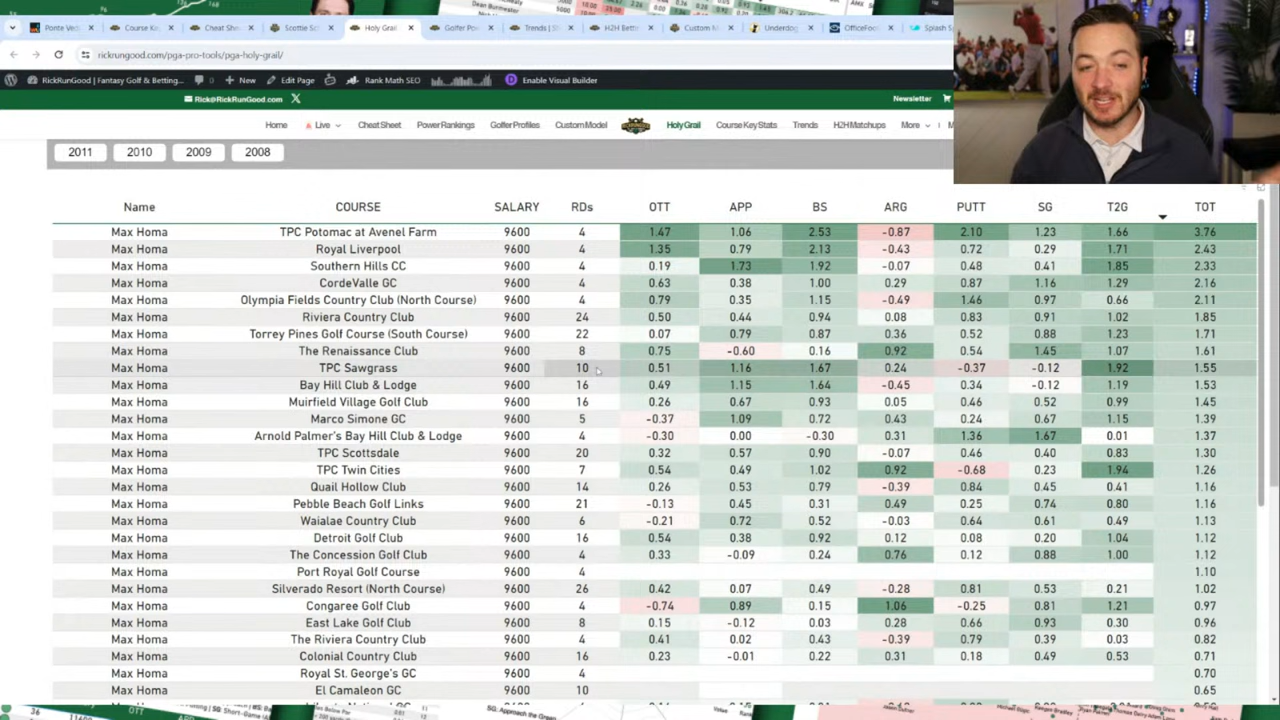 Ponte Ved
Course Ke
Cheat Shee
Scottie Sc
Holy Grail
Golfer Po
Trends |
H2H Betti
Custom M
Underdog
OfficeFoo
Splash S
rickrungood.com/pga-pro-tools/pga-holy-grail/
RickRunGood | Fantasy Golf & Betting...
0
New
Edit Page
Rank Math SEO
Enable Visual Builder
Rick@RickRunGood.com
Newsletter
Home
Live
Cheat Sheet
Power Rankings
Golfer Profiles
Custom Model
Holy Grail
Course Key Stats
Trends
H2H Matchups
More
2011 2010 2009 2008
Name COURSE SALARY RDs OTT APP BS ARG PUTT SG T2G TOT
Max Homa TPC Potomac at Avenel Farm 9600 4 1.47 1.06 2.53 -0.87 2.10 1.23 1.66 3.76
Max Homa Royal Liverpool 9600 4 1.35 0.79 2.13 -0.43 0.72 0.29 1.71 2.43
Max Homa Southern Hills CC 9600 4 0.19 1.73 1.92 -0.07 0.48 0.41 1.85 2.33
Max Homa CordeValle GC 9600 4 0.63 0.38 1.00 0.29 0.87 1.16 1.29 2.16
Max Homa Olympia Fields Country Club (North Course) 9600 4 0.79 0.35 1.15 -0.49 1.46 0.97 0.66 2.11
Max Homa Riviera Country Club 9600 24 0.50 0.44 0.94 0.08 0.83 0.91 1.02 1.85
Max Homa Torrey Pines Golf Course (South Course) 9600 22 0.07 0.79 0.87 0.36 0.52 0.88 1.23 1.71
Max Homa The Renaissance Club 9600 8 0.75 -0.60 0.16 0.92 0.54 1.45 1.07 1.61
Max Homa TPC Sawgrass 9600 10 0.51 1.16 1.67 0.24 -0.37 -0.12 1.92 1.55
Max Homa Bay Hill Club & Lodge 9600 16 0.49 1.15 1.64 -0.45 0.34 -0.12 1.19 1.53
Max Homa Muirfield Village Golf Club 9600 16 0.26 0.67 0.93 0.05 0.46 0.52 0.99 1.45
Max Homa Marco Simone GC 9600 5 -0.37 1.09 0.72 0.43 0.24 0.67 1.15 1.39
Max Homa Arnold Palmer's Bay Hill Club & Lodge 9600 4 -0.30 0.00 -0.30 0.31 1.36 1.67 0.01 1.37
Max Homa TPC Scottsdale 9600 20 0.32 0.57 0.90 -0.07 0.46 0.40 0.83 1.30
Max Homa TPC Twin Cities 9600 7 0.54 0.49 1.02 0.92 -0.68 0.23 1.94 1.26
Max Homa Quail Hollow Club 9600 14 0.26 0.53 0.79 -0.39 0.84 0.45 0.41 1.16
Max Homa Pebble Beach Golf Links 9600 21 -0.13 0.45 0.31 0.49 0.25 0.74 0.80 1.16
Max Homa Waialae Country Club 9600 6 -0.21 0.72 0.52 -0.03 0.64 0.61 0.49 1.13
Max Homa Detroit Golf Club 9600 16 0.54 0.38 0.92 0.12 0.08 0.20 1.04 1.12
Max Homa The Concession Golf Club 9600 4 0.33 -0.09 0.24 0.76 0.12 0.88 1.00 1.12
Max Homa Port Royal Golf Course 9600 4 1.10
Max Homa Silverado Resort (North Course) 9600 26 0.42 0.07 0.49 -0.28 0.81 0.53 0.21 1.02
Max Homa Congaree Golf Club 9600 4 -0.74 0.89 0.15 1.06 -0.25 0.81 1.21 0.97
Max Homa East Lake Golf Club 9600 8 0.15 -0.12 0.03 0.28 0.66 0.93 0.30 0.96
Max Homa The Riviera Country Club 9600 4 0.41 0.02 0.43 -0.39 0.79 0.39 0.03 0.82
Max Homa Colonial Country Club 9600 16 0.23 -0.01 0.22 0.31 0.18 0.49 0.53 0.71
Max Homa Royal St. George's GC 9600 4 0.70
Max Homa El Camaleon GC 9600 10 0.65